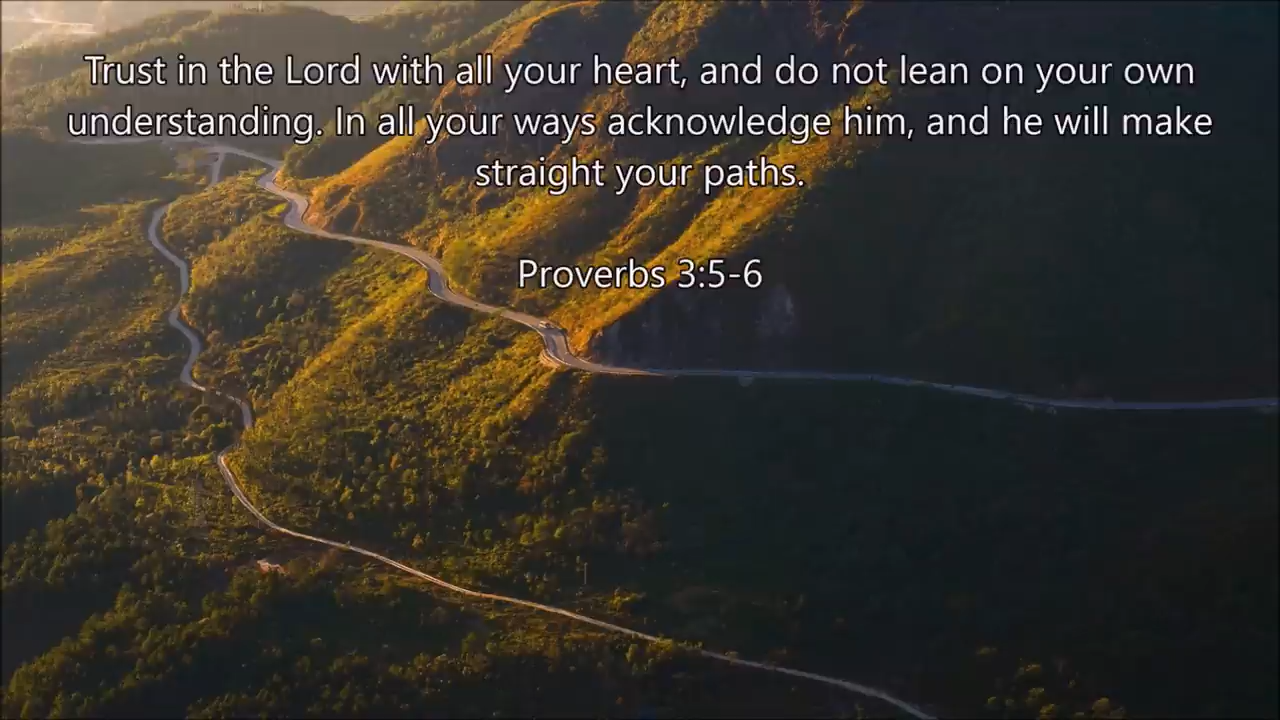 Trust in the Lord with all your heart, and do not lean on your own
understanding. In all your ways acknowledge him, and he will make
straight your paths.
Proverbs 3:5-6